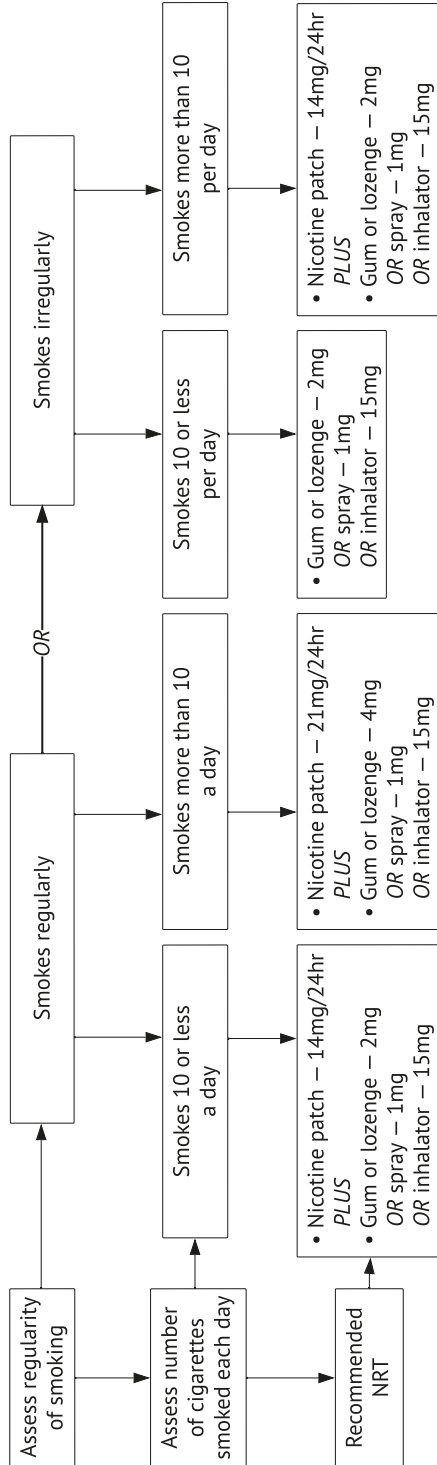 Assess regularity
of smoking
Smokes regularly
OR
Smokes irregularly
Assess number
of cigarettes
smoked each day
Smokes 10 or less
a day
Smokes more than 10
a day
Smokes 10 or less
per day
Smokes more than 10
per day
Recommended
NRT
• Nicotine patch – 14mg/24hr
PLUS
• Gum or lozenge – 2mg
OR spray – 1mg
OR inhalator – 15mg
• Nicotine patch – 21mg/24hr
PLUS
• Gum or lozenge – 4mg
OR spray – 1mg
OR inhalator – 15mg
• Gum or lozenge – 2mg
OR spray – 1mg
OR inhalator – 15mg
• Nicotine patch – 14mg/24hr
PLUS
• Gum or lozenge – 2mg
OR spray – 1mg
OR inhalator – 15mg